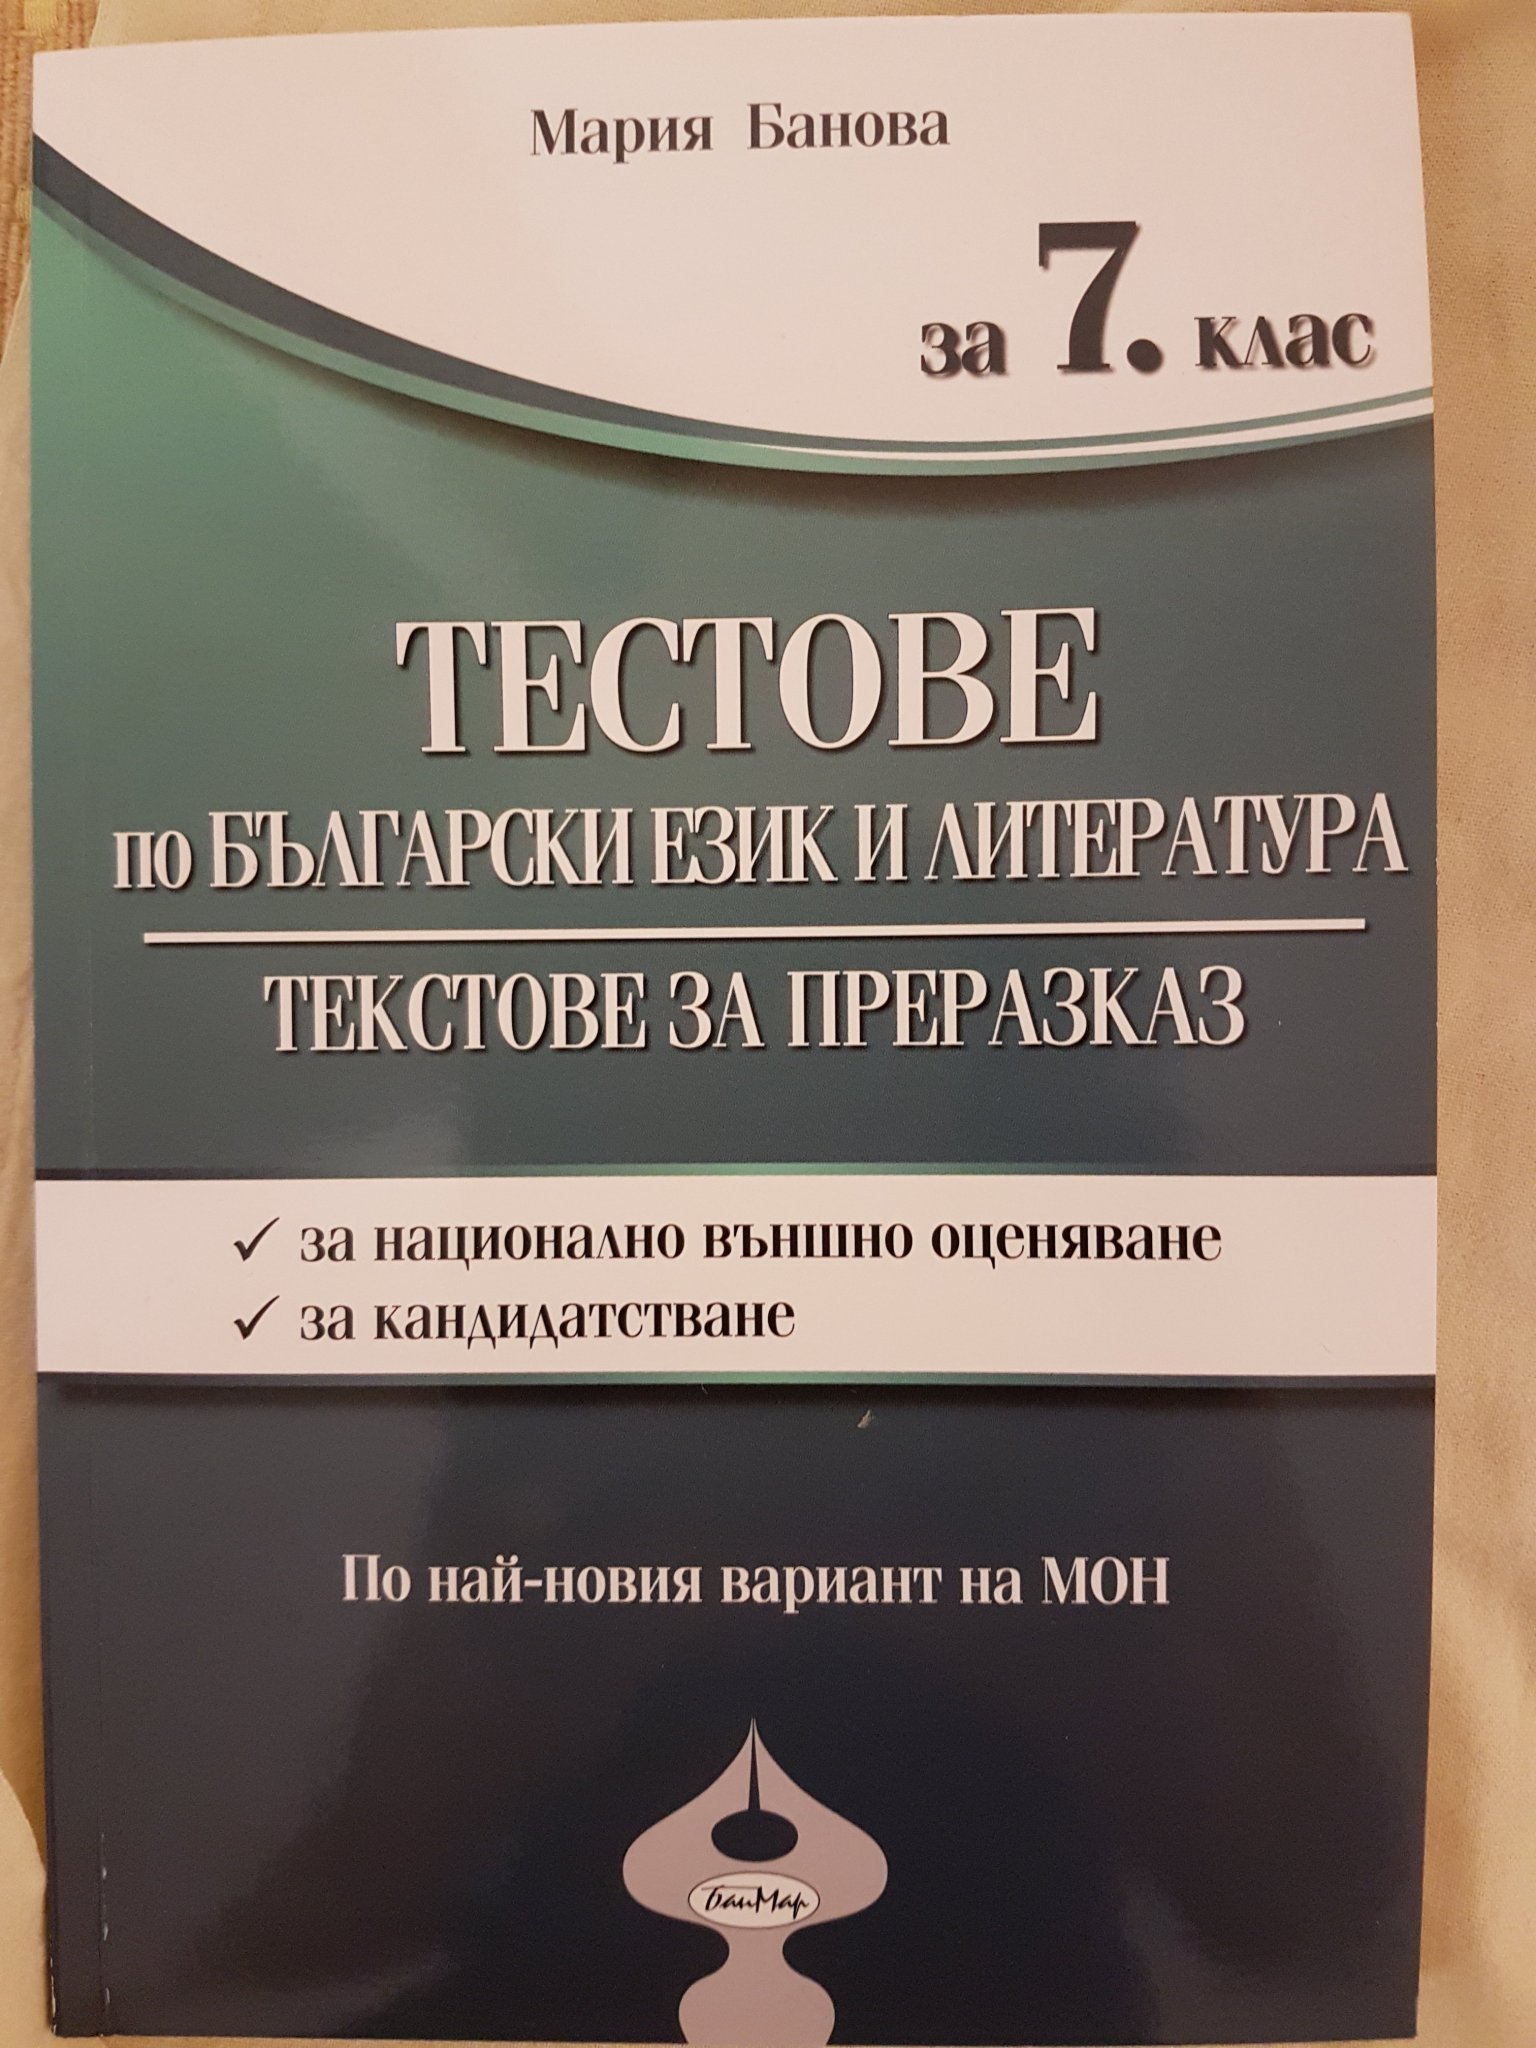 Мария Банова
за 7. клас
ТЕСТОВЕ
по БЪЛГАРСКИ ЕЗИК И ЛИТЕРАТУРА
ТЕКСТОВЕ ЗА ПРЕРАЗКАЗ
✓ за национално външно оценяване
✓ за кандидатстване
По най-новия вариант на МОН
БанМар